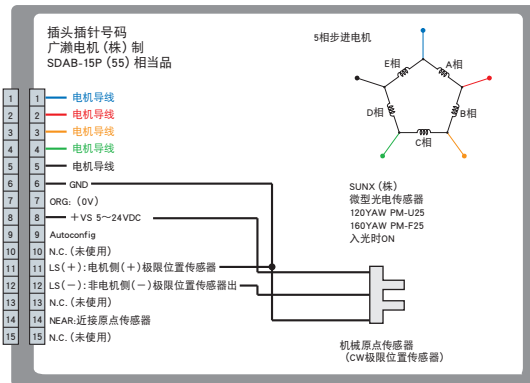 插头插针号码
广濑电机 (株) 制
SDAB-15P (55) 相当品
1 1 电机导线
2 2 电机导线
3 3 电机导线
4 4 电机导线
5 5 电机导线
6 6 GND
7 7 ORG: (0V)
8 8 +VS 5~24VDC
9 9 Autoconfig
10 10 N.C. (未使用)
11 11 LS(+):电机侧(+)极限位置传感器
12 12 LS(-):非电机侧(-)极限位置传感器出
13 13 N.C. (未使用)
14 14 NEAR:近接原点传感器
15 15 N.C. (未使用)
5相步进电机
E相
A相
D相
B相
C相
SUNX (株)
微型光电传感器
120YAW PM-U25
160YAW PM-F25
入光时ON
机械原点传感器
(CW极限位置传感器)